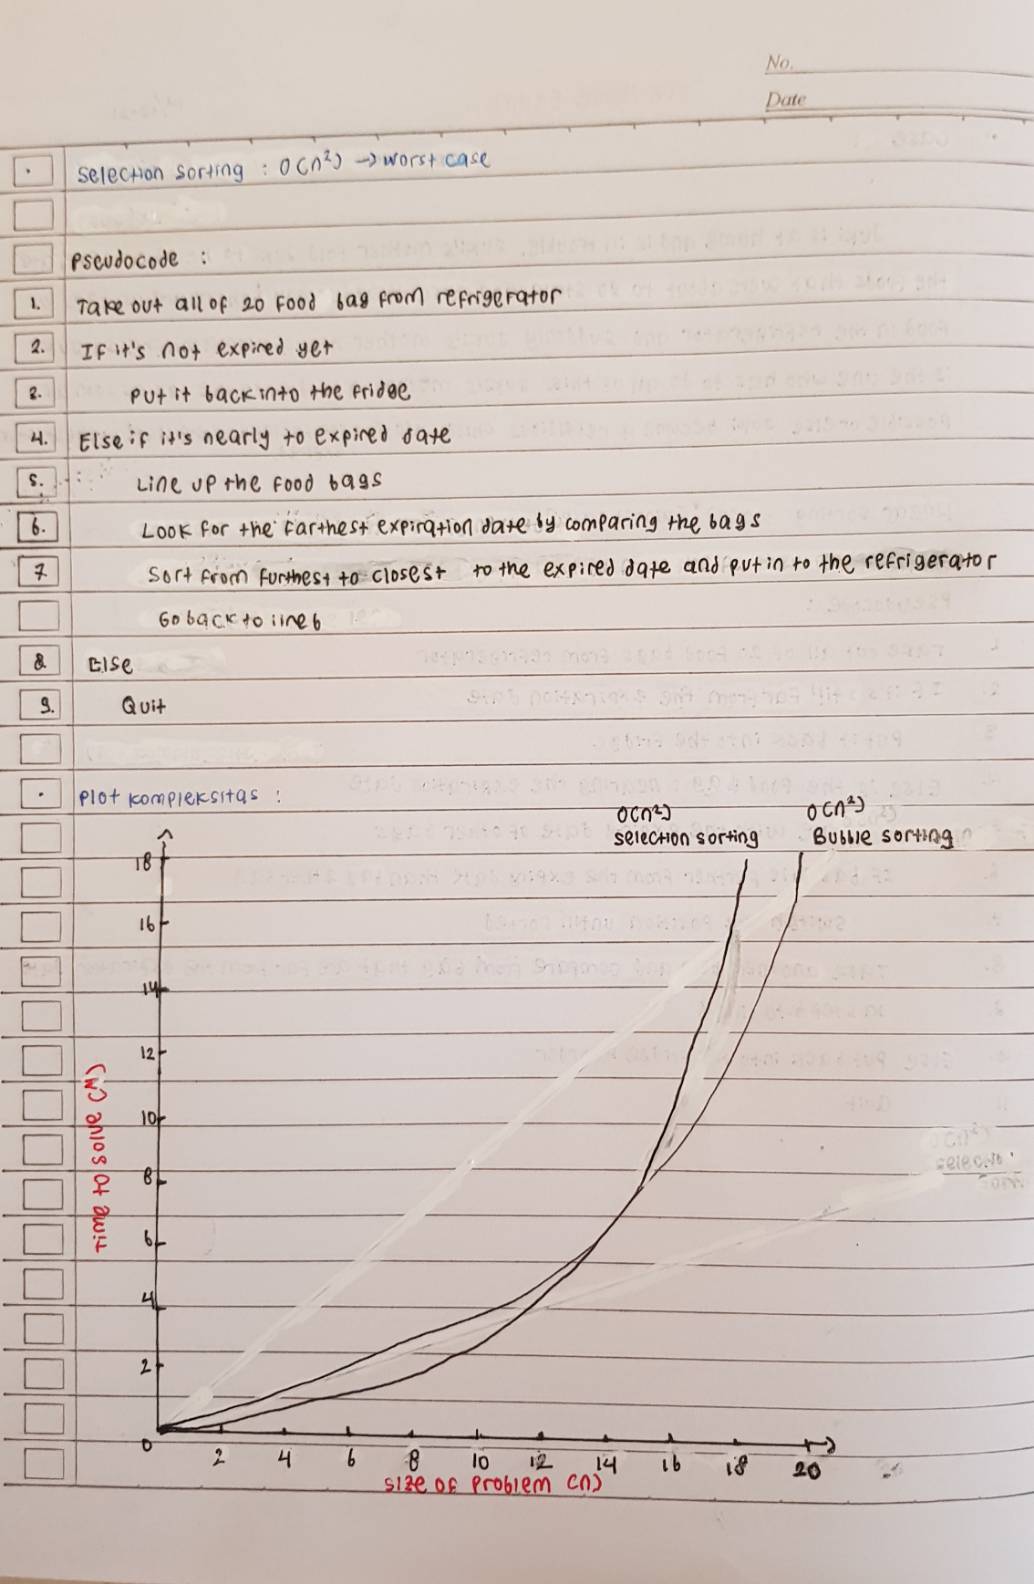 No.
Date
Selection Sorting : O(n²) → worst case
Pseudocode :
1. Take out all of 20 food bag from refrigerator
2. If it's not expired yet
3. Put it back into the fridge
4. Else if it's nearly to expired date
5. Line up the food bags
6. Look for the farthest expiration date by comparing the bags
7 Sort from furthest to closest to the expired date and put in to the refrigerator
Go back to line 6
8. Else
9. Quit
Plot kompleksitas :
O(n²) O(n²)
Selection sorting Bubble sorting
18
16
14
12
10
8
6
4
2
0
time to solve (M)
2 4 6 8 10 12 14 16 18 20
size of problem (n)